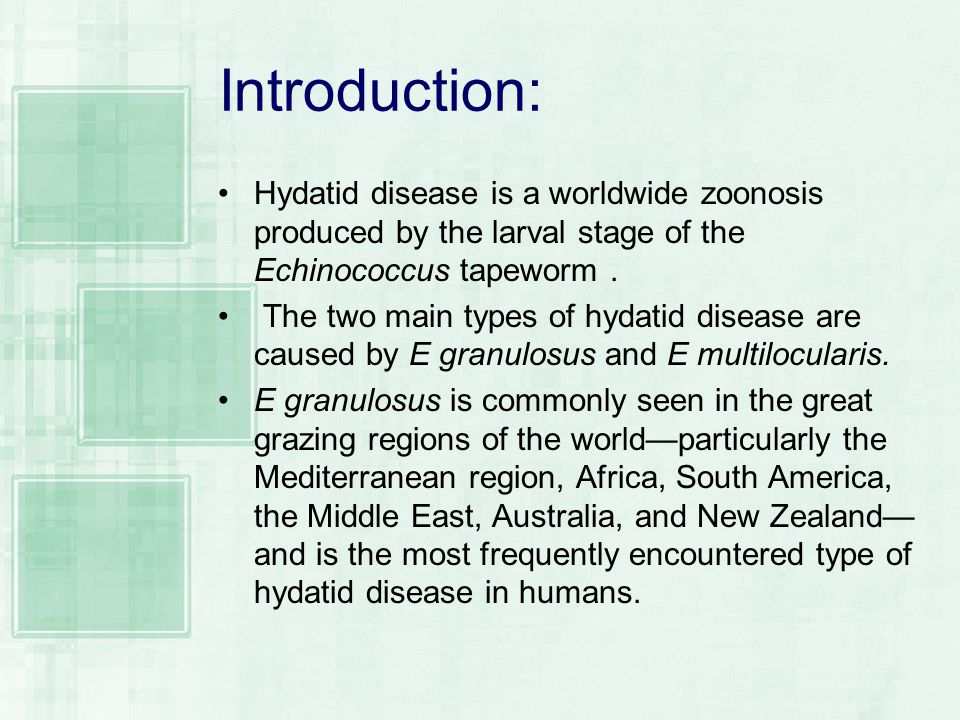 Introduction:
• Hydatid disease is a worldwide zoonosis
produced by the larval stage of the
Echinococcus tapeworm .
• The two main types of hydatid disease are
caused by E granulosus and E multilocularis.
• E granulosus is commonly seen in the great
grazing regions of the world—particularly the
Mediterranean region, Africa, South America,
the Middle East, Australia, and New Zealand—
and is the most frequently encountered type of
hydatid disease in humans.